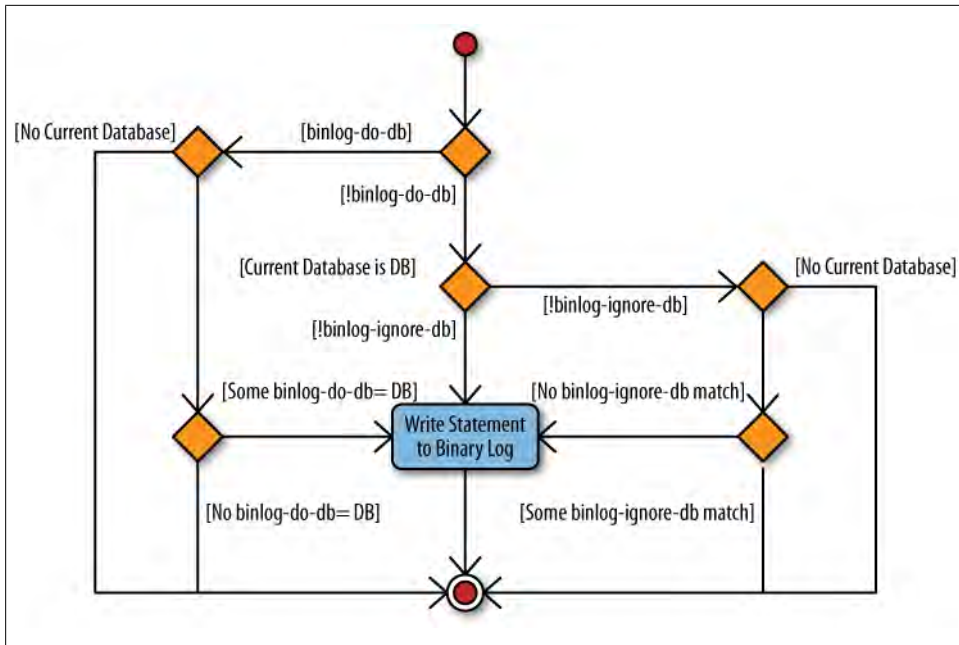 [No Current Database]
[binlog-do-db]
[!binlog-do-db]
[Current Database is DB]
[No Current Database]
[!binlog-ignore-db]
[!binlog-ignore-db]
[Some binlog-do-db= DB]
[No binlog-ignore-db match]
Write Statement
to Binary Log
[No binlog-do-db= DB]
[Some binlog-ignore-db match]